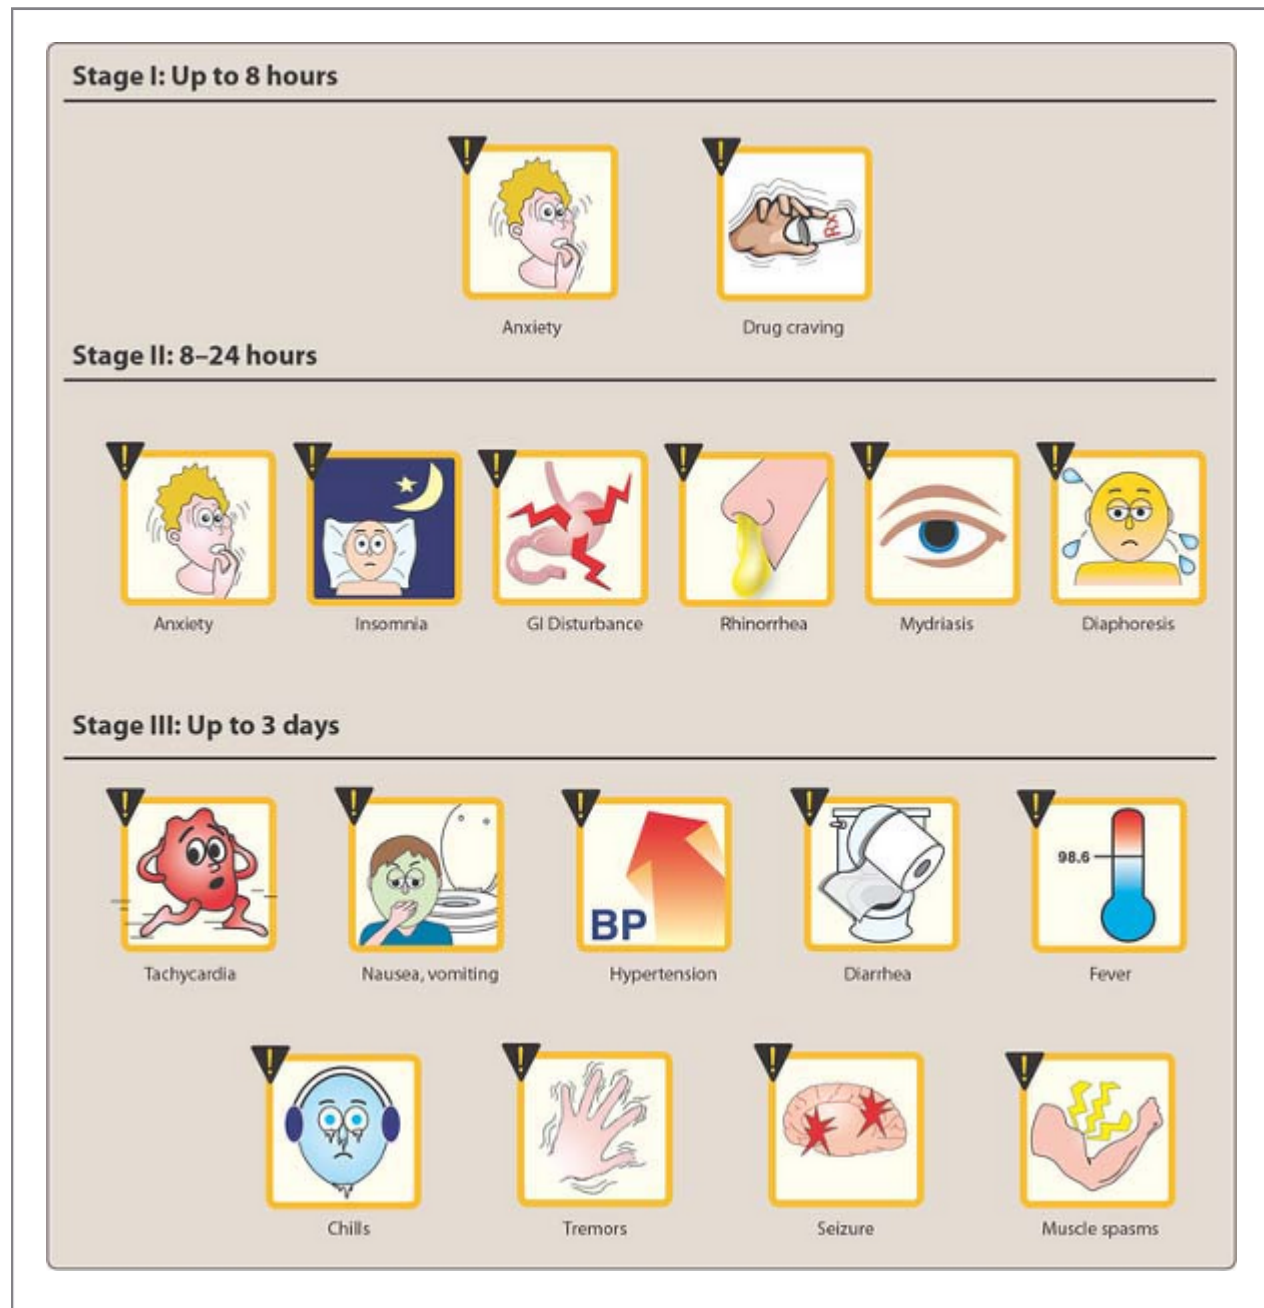 Stage I: Up to 8 hours
!
!
Rx
Anxiety
Drug craving
Stage II: 8–24 hours
!
!
!
!
!
!
Anxiety
Insomnia
GI Disturbance
Rhinorrhea
Mydriasis
Diaphoresis
Stage III: Up to 3 days
!
!
!
!
!
98.6
BP
Tachycardia
Nausea, vomiting
Hypertension
Diarrhea
Fever
!
!
!
!
Chills
Tremors
Seizure
Muscle spasms